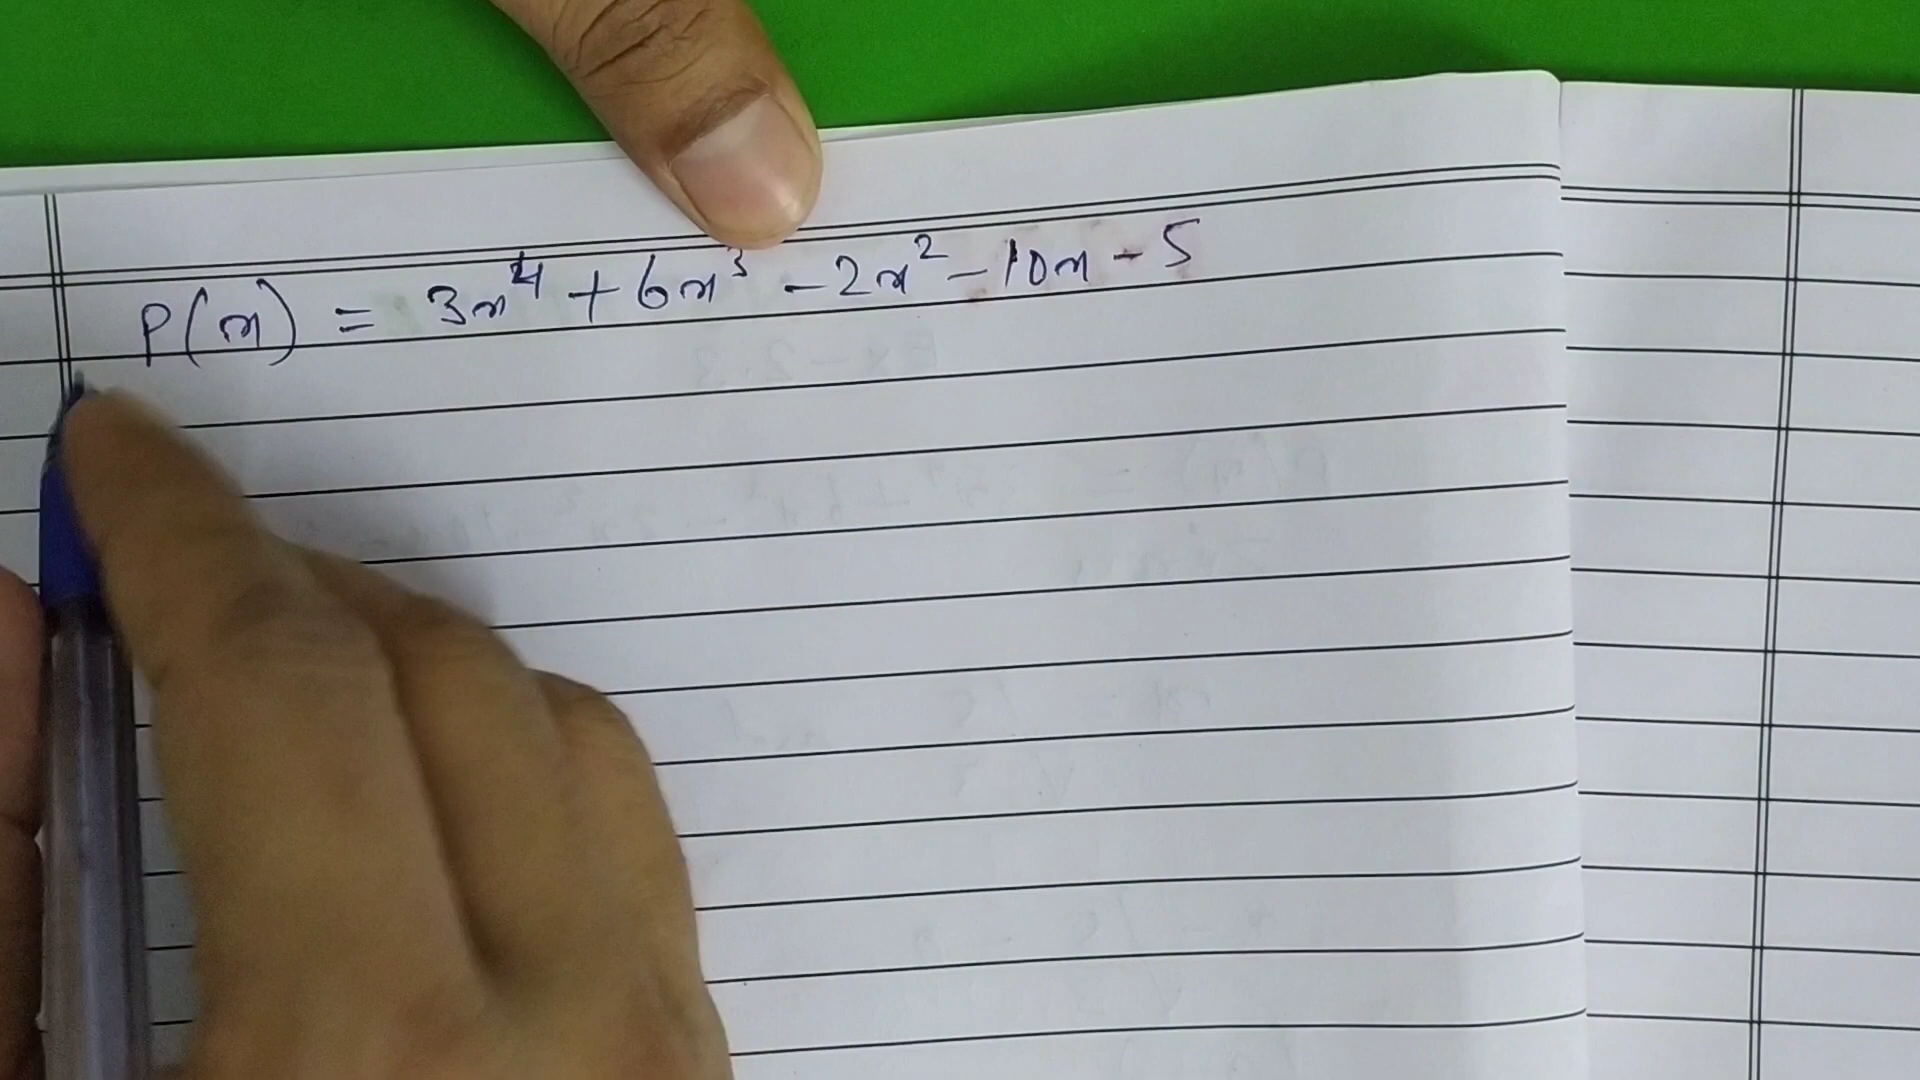 P(x) = 3x⁴ + 6x³ - 2x² - 10x - 5